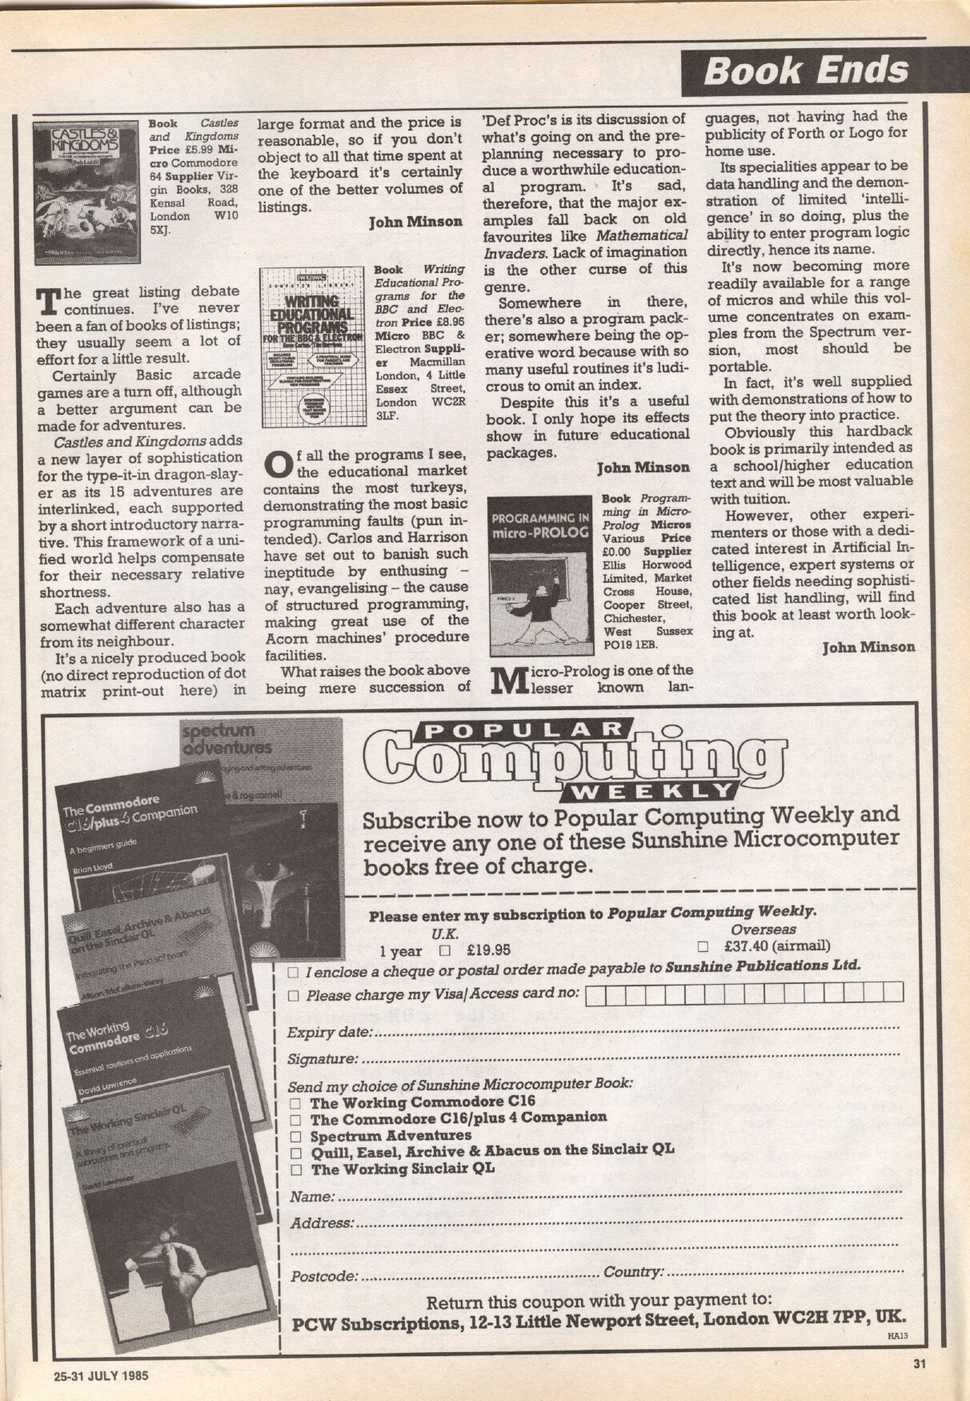 Book Ends
CASTLES &
KINGDOMS
Book Castles
and Kingdoms
Price £5.99 Mi-
cro Commodore
64 Supplier Vir-
gin Books, 328
Kensal Road,
London W10
5XJ.
The great listing debate
continues. I've never
been a fan of books of listings;
they usually seem a lot of
effort for a little result.
Certainly Basic arcade
games are a turn off, although
a better argument can be
made for adventures.
Castles and Kingdoms adds
a new layer of sophistication
for the type-it-in dragon-slay-
er as its 15 adventures are
interlinked, each supported
by a short introductory narra-
tive. This framework of a uni-
fied world helps compensate
for their necessary relative
shortness.
Each adventure also has a
somewhat different character
from its neighbour.
It's a nicely produced book
(no direct reproduction of dot
matrix print-out here) in
large format and the price is
reasonable, so if you don't
object to all that time spent at
the keyboard it's certainly
one of the better volumes of
listings.
John Minson
WRITING
EDUCATIONAL
PROGRAMS
FOR THE BBC & ELECTRON
Book Writing
Educational Pro-
grams for the
BBC and Elec-
tron Price £8.95
Micro BBC &
Electron Suppli-
er Macmillan
London, 4 Little
Essex Street,
London WC2R
3LF.
Of all the programs I see,
the educational market
contains the most turkeys,
demonstrating the most basic
programming faults (pun in-
tended). Carlos and Harrison
have set out to banish such
ineptitude by enthusing –
nay, evangelising – the cause
of structured programming,
making great use of the
Acorn machines' procedure
facilities.
What raises the book above
being mere succession of
'Def Proc's is its discussion of
what's going on and the pre-
planning necessary to pro-
duce a worthwhile education-
al program. It's sad,
therefore, that the major ex-
amples fall back on old
favourites like Mathematical
Invaders. Lack of imagination
is the other curse of this
genre.
Somewhere in there,
there's also a program pack-
er; somewhere being the op-
erative word because with so
many useful routines it's ludi-
crous to omit an index.
Despite this it's a useful
book. I only hope its effects
show in future educational
packages.
John Minson
PROGRAMMING IN
micro-PROLOG
Book Program-
ming in Micro-
Prolog Micros
Various Price
£0.00 Supplier
Ellis Horwood
Limited, Market
Cross House,
Cooper Street,
Chichester,
West Sussex
PO19 1EB.
Micro-Prolog is one of the
lesser known lan-
guages, not having had the
publicity of Forth or Logo for
home use.
Its specialities appear to be
data handling and the demon-
stration of limited 'intelli-
gence' in so doing, plus the
ability to enter program logic
directly, hence its name.
It's now becoming more
readily available for a range
of micros and while this vol-
ume concentrates on exam-
ples from the Spectrum ver-
sion, most should be
portable.
In fact, it's well supplied
with demonstrations of how to
put the theory into practice.
Obviously this hardback
book is primarily intended as
a school/higher education
text and will be most valuable
with tuition.
However, other experi-
menters or those with a dedi-
cated interest in Artificial In-
telligence, expert systems or
other fields needing sophisti-
cated list handling, will find
this book at least worth look-
ing at.
John Minson
spectrum
adventures
The Commodore
C16/plus 4 Companion
A beginners guide
Brian Lloyd
Quill, Easel, Archive & Abacus
on the Sinclair QL
The Working
Commodore C16
Essential routines and applications
David Lawrence
The Working Sinclair QL
A library of practical
subroutines and programs
David Lawrence
POPULAR
Computing
WEEKLY
Subscribe now to Popular Computing Weekly and
receive any one of these Sunshine Microcomputer
books free of charge.
Please enter my subscription to Popular Computing Weekly.
U.K. Overseas
1 year □ £19.95 □ £37.40 (airmail)
□ I enclose a cheque or postal order made payable to Sunshine Publications Ltd.
□ Please charge my Visa/Access card no:
Expiry date:
Signature:
Send my choice of Sunshine Microcomputer Book:
□ The Working Commodore C16
□ The Commodore C16/plus 4 Companion
□ Spectrum Adventures
□ Quill, Easel, Archive & Abacus on the Sinclair QL
□ The Working Sinclair QL
Name:
Address:
Postcode: Country:
Return this coupon with your payment to:
PCW Subscriptions, 12-13 Little Newport Street, London WC2H 7PP, UK.
HA13
25-31 JULY 1985
31